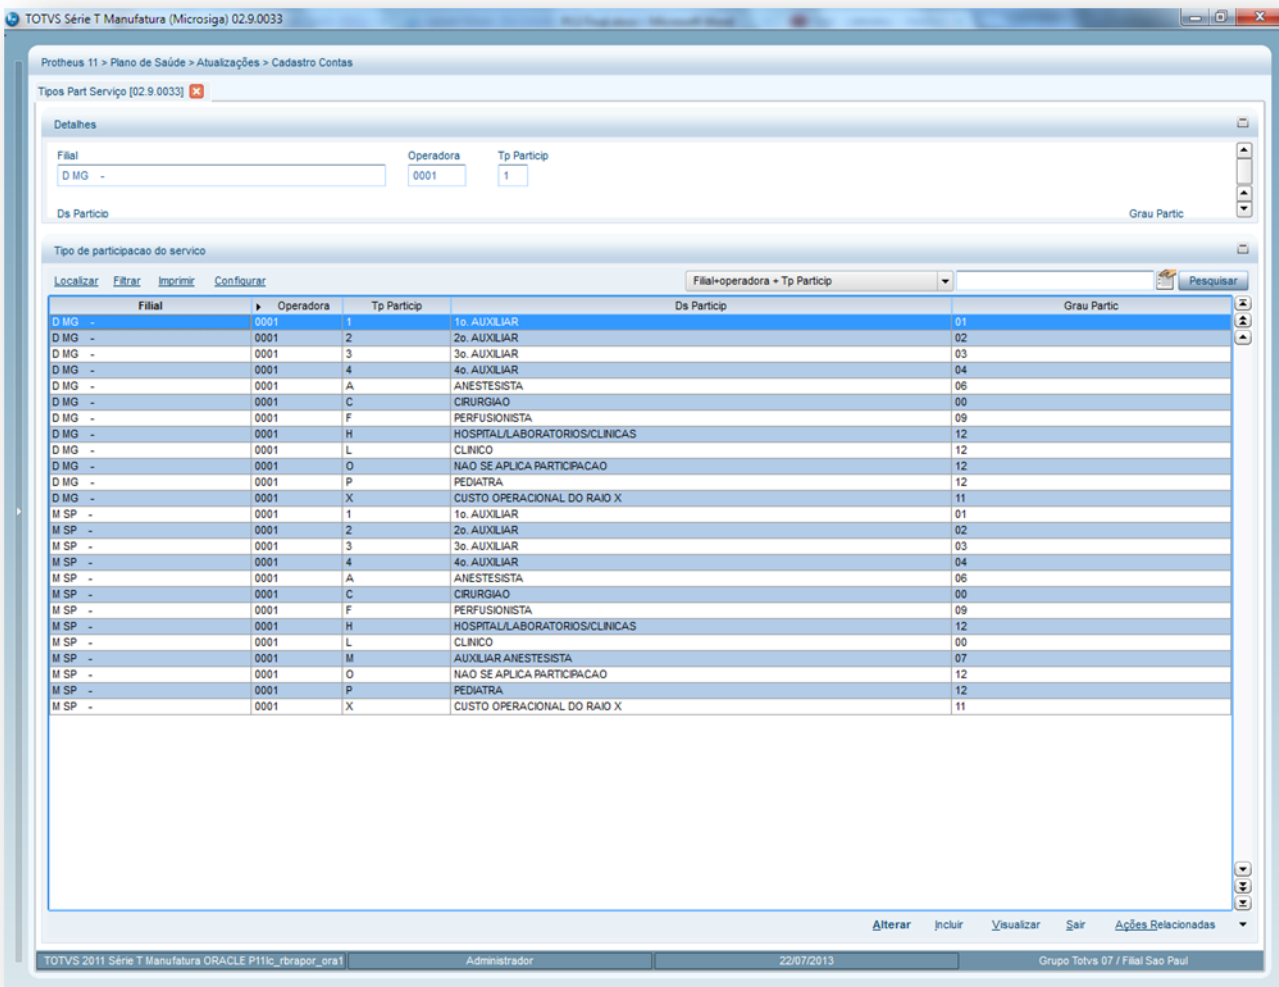 TOTVS Série T Manufatura (Microsiga) 02.9.0033
Protheus 11 > Plano de Saúde > Atualizações > Cadastro Contas
Tipos Part Serviço [02.9.0033]
Detalhes
Filial Operadora Tp Particip
D MG - 0001 1
Ds Particip Grau Partic
Tipo de participacao do servico
Localizar Filtrar Imprimir Configurar Filial+operadora + Tp Particip Pesquisar
Filial Operadora Tp Particip Ds Particip Grau Partic
D MG - 0001 1 1o. AUXILIAR 01
D MG - 0001 2 2o. AUXILIAR 02
D MG - 0001 3 3o. AUXILIAR 03
D MG - 0001 4 4o. AUXILIAR 04
D MG - 0001 A ANESTESISTA 06
D MG - 0001 C CIRURGIAO 00
D MG - 0001 F PERFUSIONISTA 09
D MG - 0001 H HOSPITAL/LABORATORIOS/CLINICAS 12
D MG - 0001 L CLINICO 12
D MG - 0001 O NAO SE APLICA PARTICIPACAO 12
D MG - 0001 P PEDIATRA 12
D MG - 0001 X CUSTO OPERACIONAL DO RAIO X 11
M SP - 0001 1 1o. AUXILIAR 01
M SP - 0001 2 2o. AUXILIAR 02
M SP - 0001 3 3o. AUXILIAR 03
M SP - 0001 4 4o. AUXILIAR 04
M SP - 0001 A ANESTESISTA 06
M SP - 0001 C CIRURGIAO 00
M SP - 0001 F PERFUSIONISTA 09
M SP - 0001 H HOSPITAL/LABORATORIOS/CLINICAS 12
M SP - 0001 L CLINICO 00
M SP - 0001 M AUXILIAR ANESTESISTA 07
M SP - 0001 O NAO SE APLICA PARTICIPACAO 12
M SP - 0001 P PEDIATRA 12
M SP - 0001 X CUSTO OPERACIONAL DO RAIO X 11
Alterar Incluir Visualizar Sair Ações Relacionadas
TOTVS 2011 Série T Manufatura ORACLE P11lc_rbrapor_ora1 Administrador 22/07/2013 Grupo Totvs 07 / Filial Sao Paul